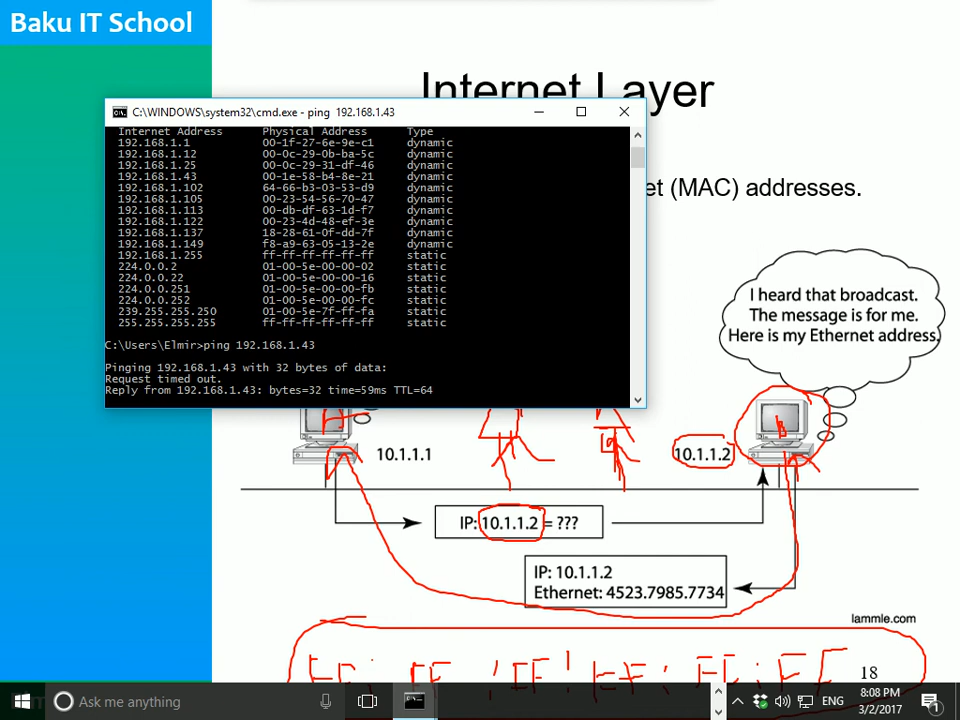 Baku IT School
Internet Layer
C:\WINDOWS\system32\cmd.exe - ping 192.168.1.43
Internet Address Physical Address Type
192.168.1.1 00-1f-27-6e-9e-c1 dynamic
192.168.1.12 00-0c-29-0b-ba-5c dynamic
192.168.1.25 00-0c-29-31-df-46 dynamic
192.168.1.43 00-1e-58-b4-8e-21 dynamic
192.168.1.102 64-66-b3-03-53-d9 dynamic
192.168.1.105 00-23-54-56-70-47 dynamic
192.168.1.113 00-db-df-63-1d-f7 dynamic
192.168.1.122 00-23-4d-48-ef-3e dynamic
192.168.1.137 18-28-61-0f-dd-7f dynamic
192.168.1.149 f8-a9-63-05-13-2e dynamic
192.168.1.255 ff-ff-ff-ff-ff-ff static
224.0.0.2 01-00-5e-00-00-02 static
224.0.0.22 01-00-5e-00-00-16 static
224.0.0.251 01-00-5e-00-00-fb static
224.0.0.252 01-00-5e-00-00-fc static
239.255.255.250 01-00-5e-7f-ff-fa static
255.255.255.255 ff-ff-ff-ff-ff-ff static
C:\Users\Elmir>ping 192.168.1.43
Pinging 192.168.1.43 with 32 bytes of data:
Request timed out.
Reply from 192.168.1.43: bytes=32 time=59ms TTL=64
(MAC) addresses.
I heard that broadcast.
The message is for me.
Here is my Ethernet address.
A
B
10.1.1.1
10.1.1.2
IP: 10.1.1.2 = ???
IP: 10.1.1.2
Ethernet: 4523.7985.7734
lammle.com
FF : FF : FF : FF : FF : FF
18
Ask me anything
ENG
8:08 PM
3/2/2017
1